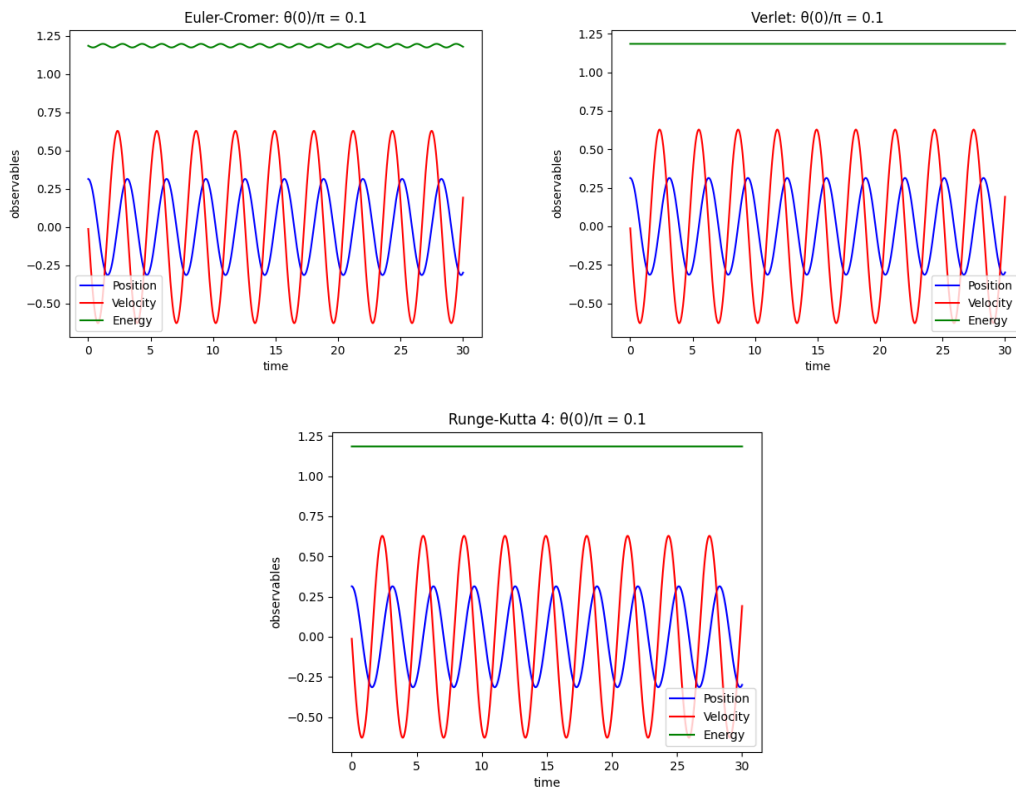 Euler-Cromer: θ(0)/π = 0.1
1.25
1.00
0.75
0.50
0.25
0.00
−0.25
−0.50
observables
Position
Velocity
Energy
0 5 10 15 20 25 30
time
Verlet: θ(0)/π = 0.1
1.25
1.00
0.75
0.50
0.25
0.00
−0.25
−0.50
observables
Position
Velocity
Energy
0 5 10 15 20 25 30
time
Runge-Kutta 4: θ(0)/π = 0.1
1.25
1.00
0.75
0.50
0.25
0.00
−0.25
−0.50
observables
Position
Velocity
Energy
0 5 10 15 20 25 30
time